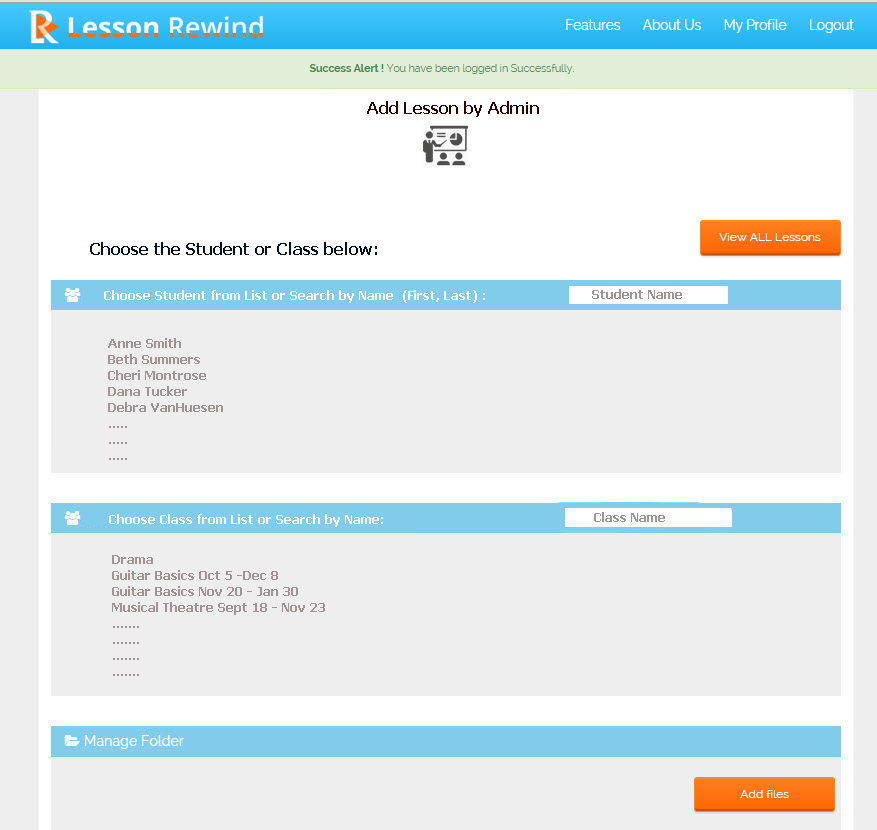 Lesson Rewind
Features About Us My Profile Logout
Success Alert ! You have been logged in Successfully.
Add Lesson by Admin
View ALL Lessons
Choose the Student or Class below:
Choose Student from List or Search by Name (First, Last) : Student Name
Anne Smith
Beth Summers
Cheri Montrose
Dana Tucker
Debra VanHuesen
.....
.....
.....
Choose Class from List or Search by Name: Class Name
Drama
Guitar Basics Oct 5 -Dec 8
Guitar Basics Nov 20 - Jan 30
Musical Theatre Sept 18 - Nov 23
.......
.......
.......
.......
Manage Folder
Add files